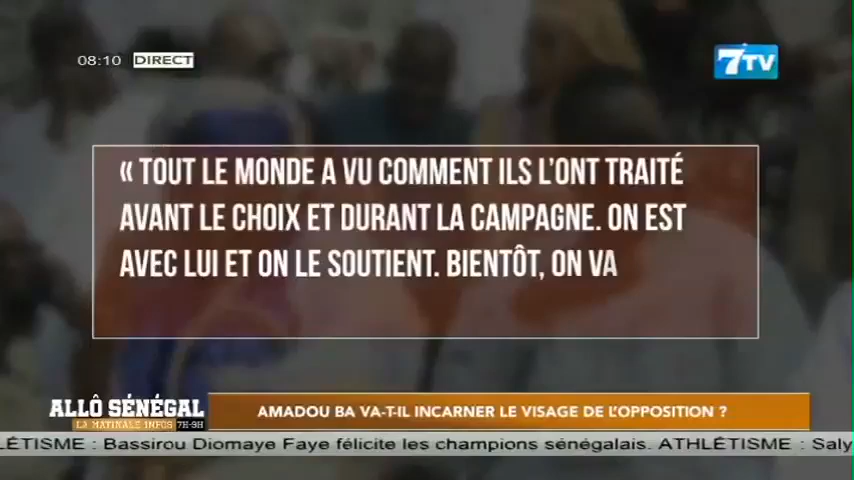 08:10 DIRECT
7TV
« TOUT LE MONDE A VU COMMENT ILS L'ONT TRAITÉ
AVANT LE CHOIX ET DURANT LA CAMPAGNE. ON EST
AVEC LUI ET ON LE SOUTIENT. BIENTÔT, ON VA
ALLÔ SÉNÉGAL
LA MATINALE INFOS 7H-9H
AMADOU BA VA-T-IL INCARNER LE VISAGE DE L'OPPOSITION ?
LÉTISME : Bassirou Diomaye Faye félicite les champions sénégalais. ATHLÉTISME : Saly